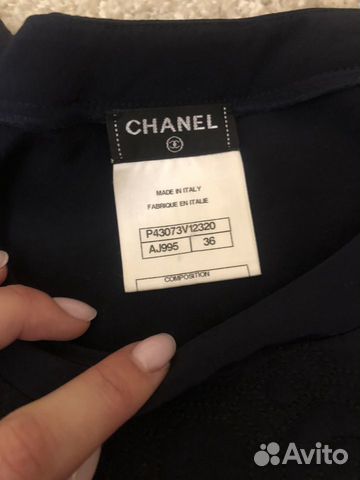 CHANEL
MADE IN ITALY
FABRIQUE EN ITALIE
P43073V12320
AJ995 36
COMPOSITION
Avito